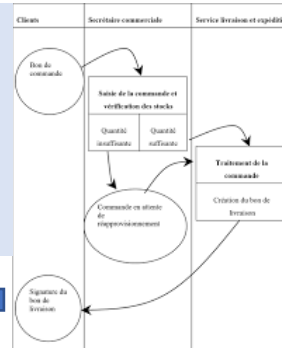 Clients
Secrétaire commerciale
Service livraison et expéditi
Bon de
commande
Saisie de la commande et
vérification des stocks
Quantité
insuffisante
Quantité
suffisante
Traitement de la
commande
Création du bon de
livraison
Commande en attente
de
réapprovisionnement
Signature du
bon de
livraison